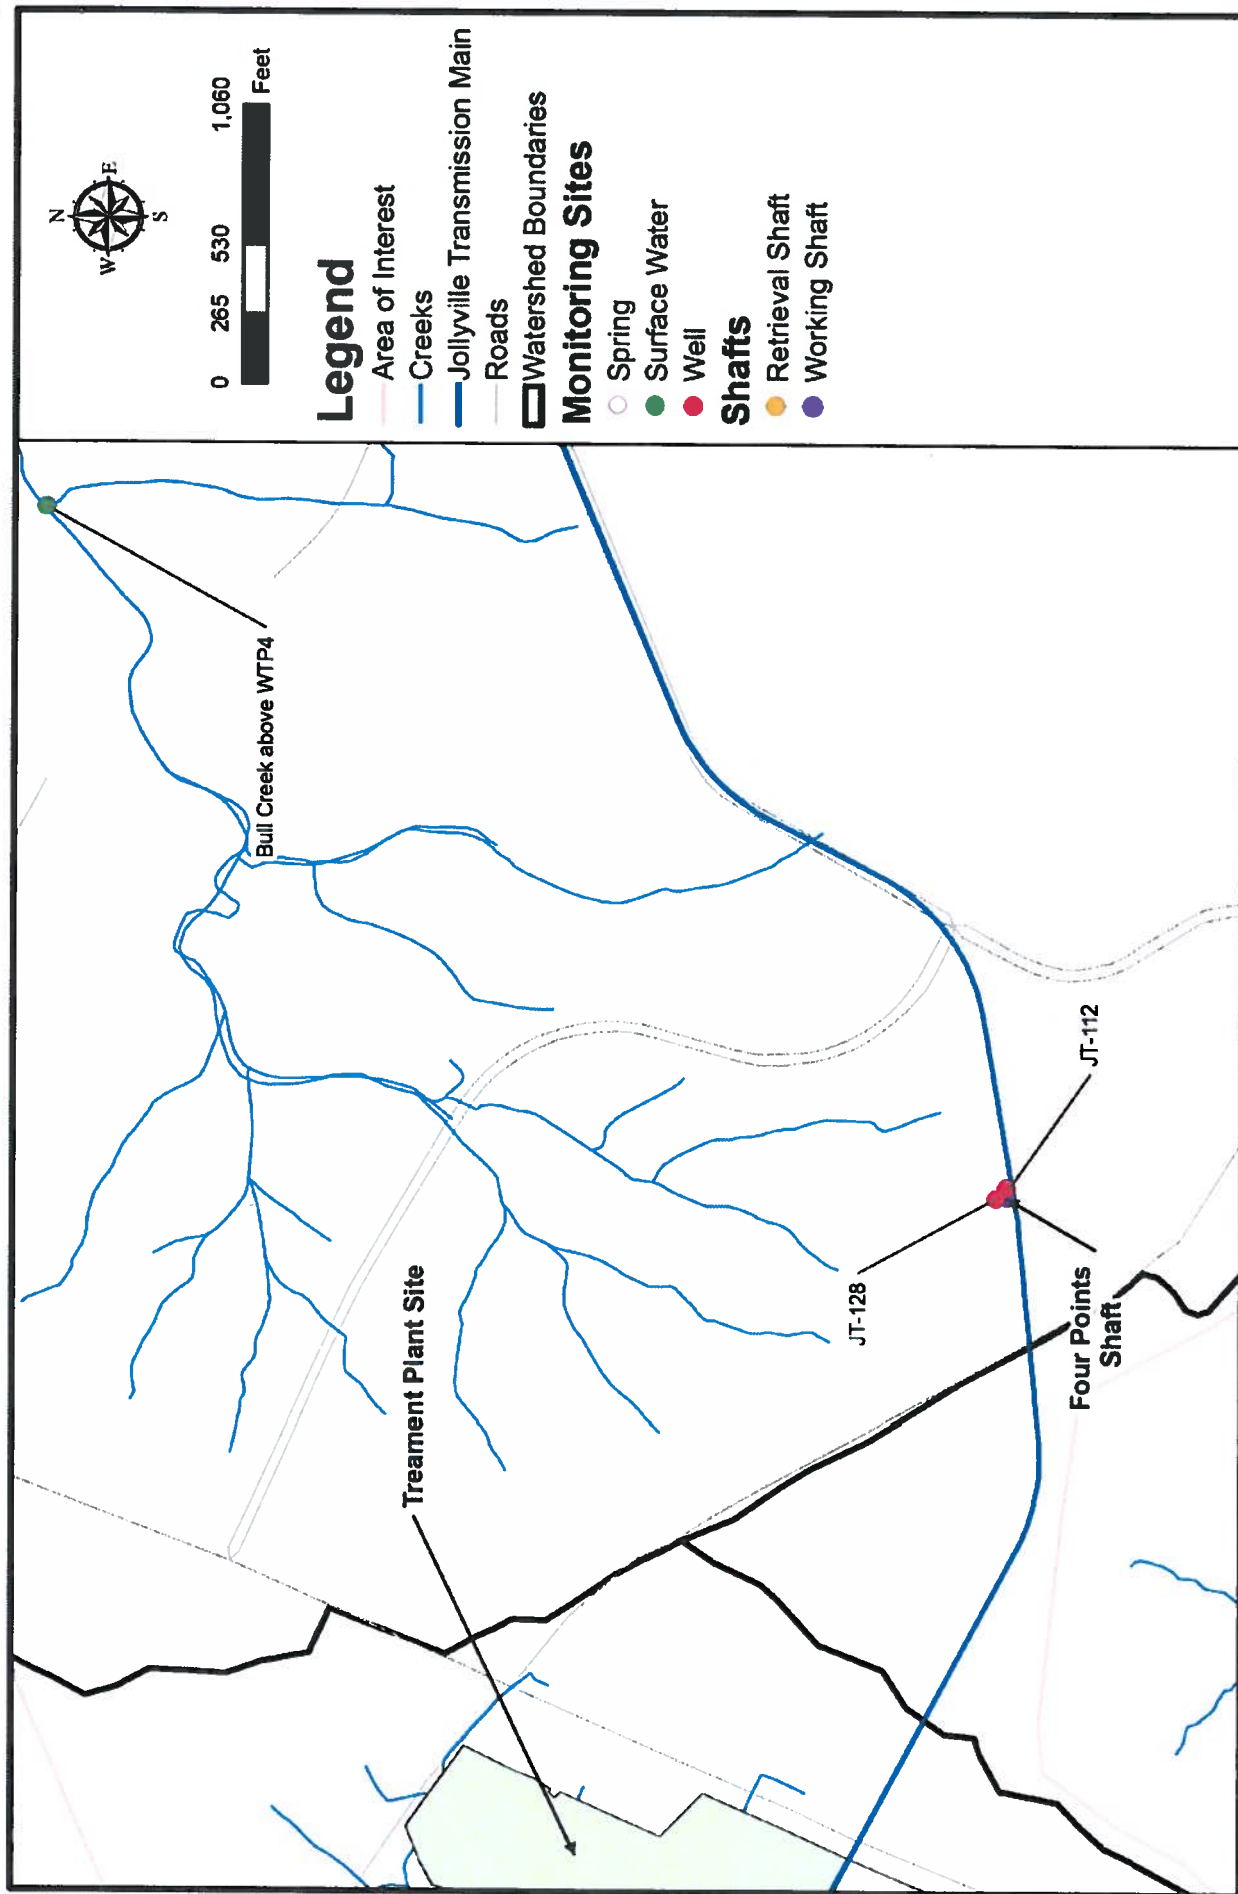 N
W
E
S
0 265 530 1,060
Feet
Legend
Area of Interest
Creeks
Jollyville Transmission Main
Roads
Watershed Boundaries
Monitoring Sites
Spring
Surface Water
Well
Shafts
Retrieval Shaft
Working Shaft
Bull Creek above WTP4
Treament Plant Site
JT-128
JT-112
Four Points
Shaft